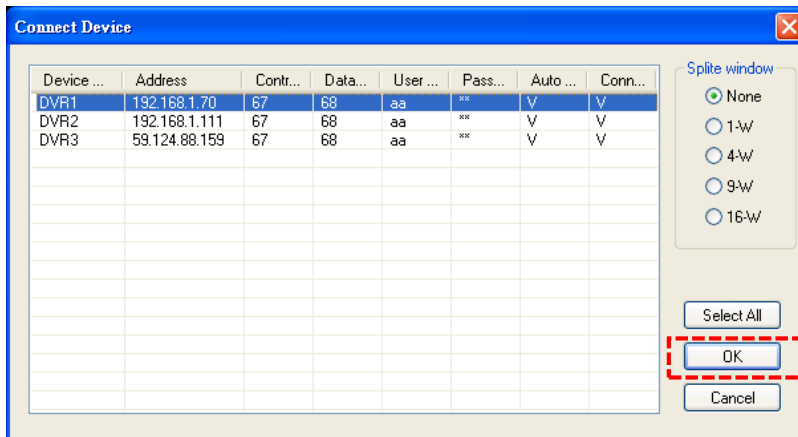 Connect Device
Device ... Address Contr... Data... User ... Pass... Auto ... Conn...
DVR1 192.168.1.70 67 68 aa ** V V
DVR2 192.168.1.111 67 68 aa ** V V
DVR3 59.124.88.159 67 68 aa ** V V
Splite window
None
1-W
4-W
9-W
16-W
Select All
OK
Cancel